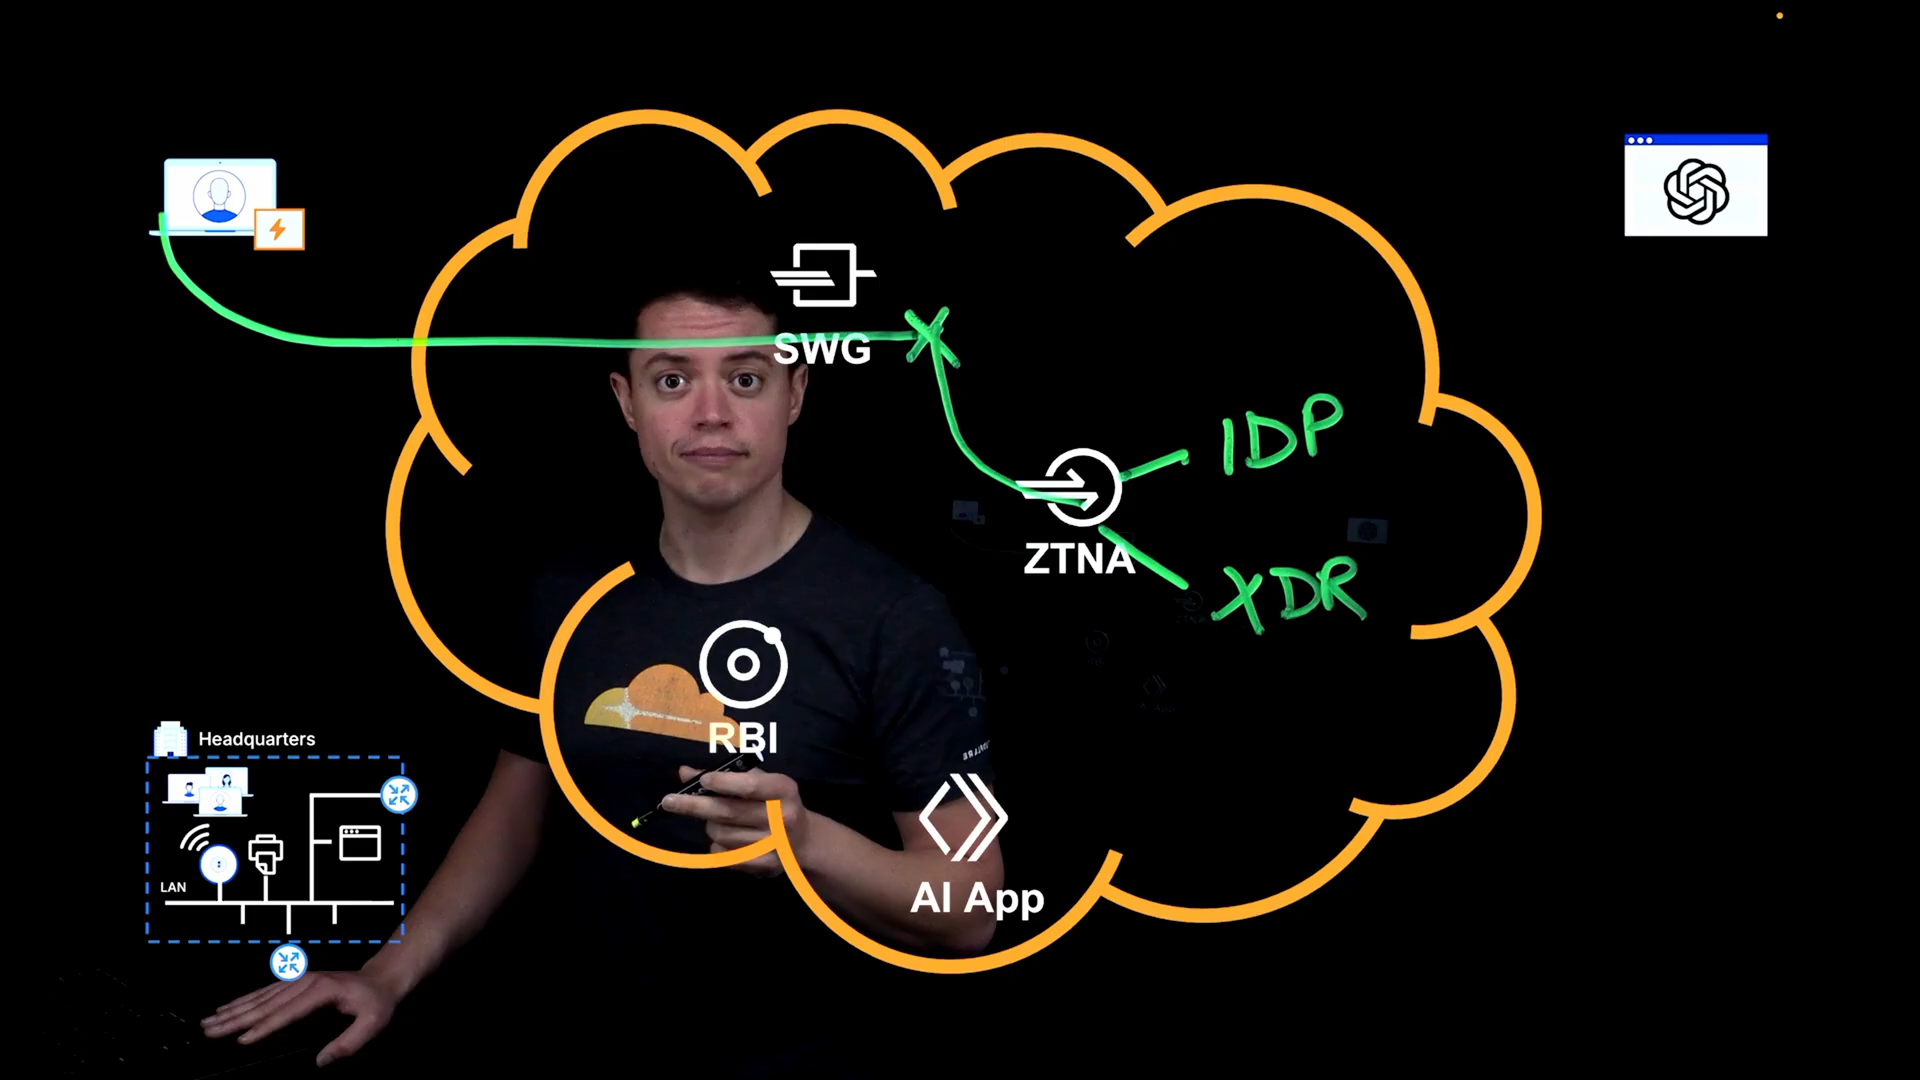 SWG
IDP
ZTNA
XDR
RBI
Headquarters
LAN
AI App